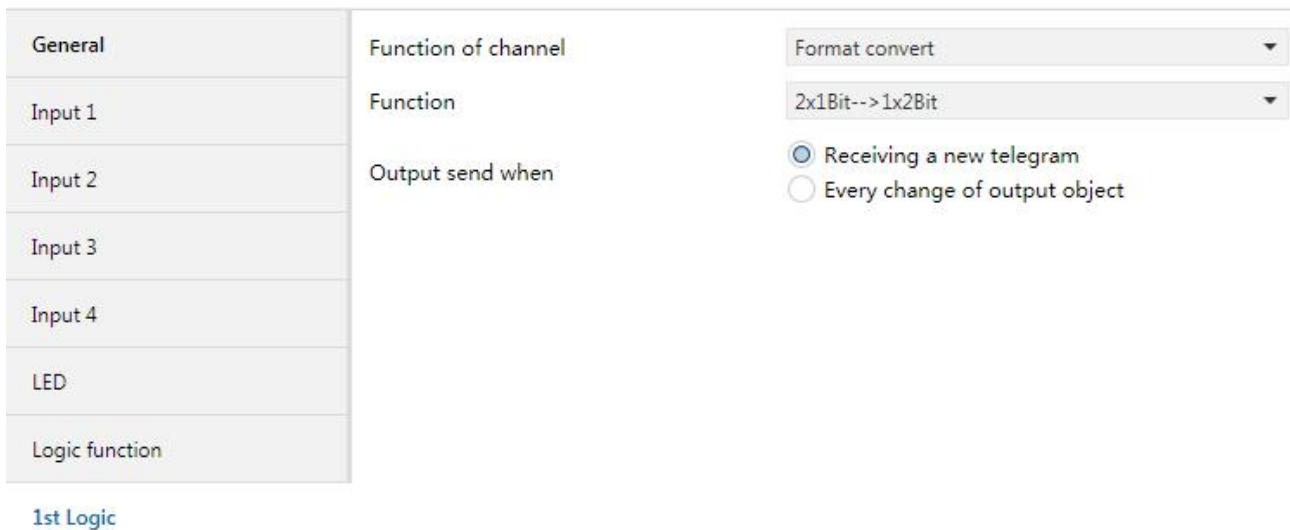 General
Input 1
Input 2
Input 3
Input 4
LED
Logic function
1st Logic
Function of channel
Format convert
Function
2x1Bit-->1x2Bit
Output send when
Receiving a new telegram
Every change of output object